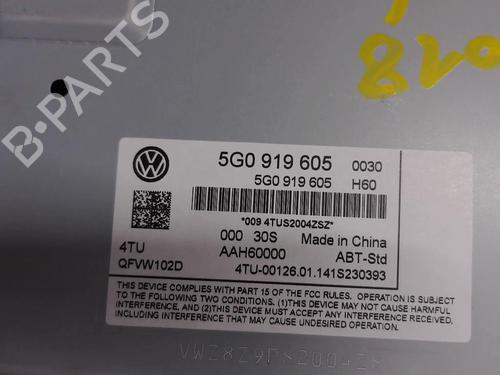 810
5G0 919 605 0030
5G0 919 605 H60
*009 4TUS2004ZSZ*
000 30S Made in China
4TU AAH60000 ABT-Std
QFVW102D 4TU-00126.01.141S230393
THIS DEVICE COMPLIES WITH PART 15 OF THE FCC RULES. OPERATION IS
SUBJECT TO THE FOLLOWING: (1)THIS DEVICE MAY NOT CAUSE HARMFUL
INTERFERENCE, AND (2)THIS DEVICE MUST ACCEPT ANY INTERFERENCE
RECEIVED, INCLUDING INTERFERENCE THAT MAY CAUSE UNDESIRED OPERATION.
B-PARTS